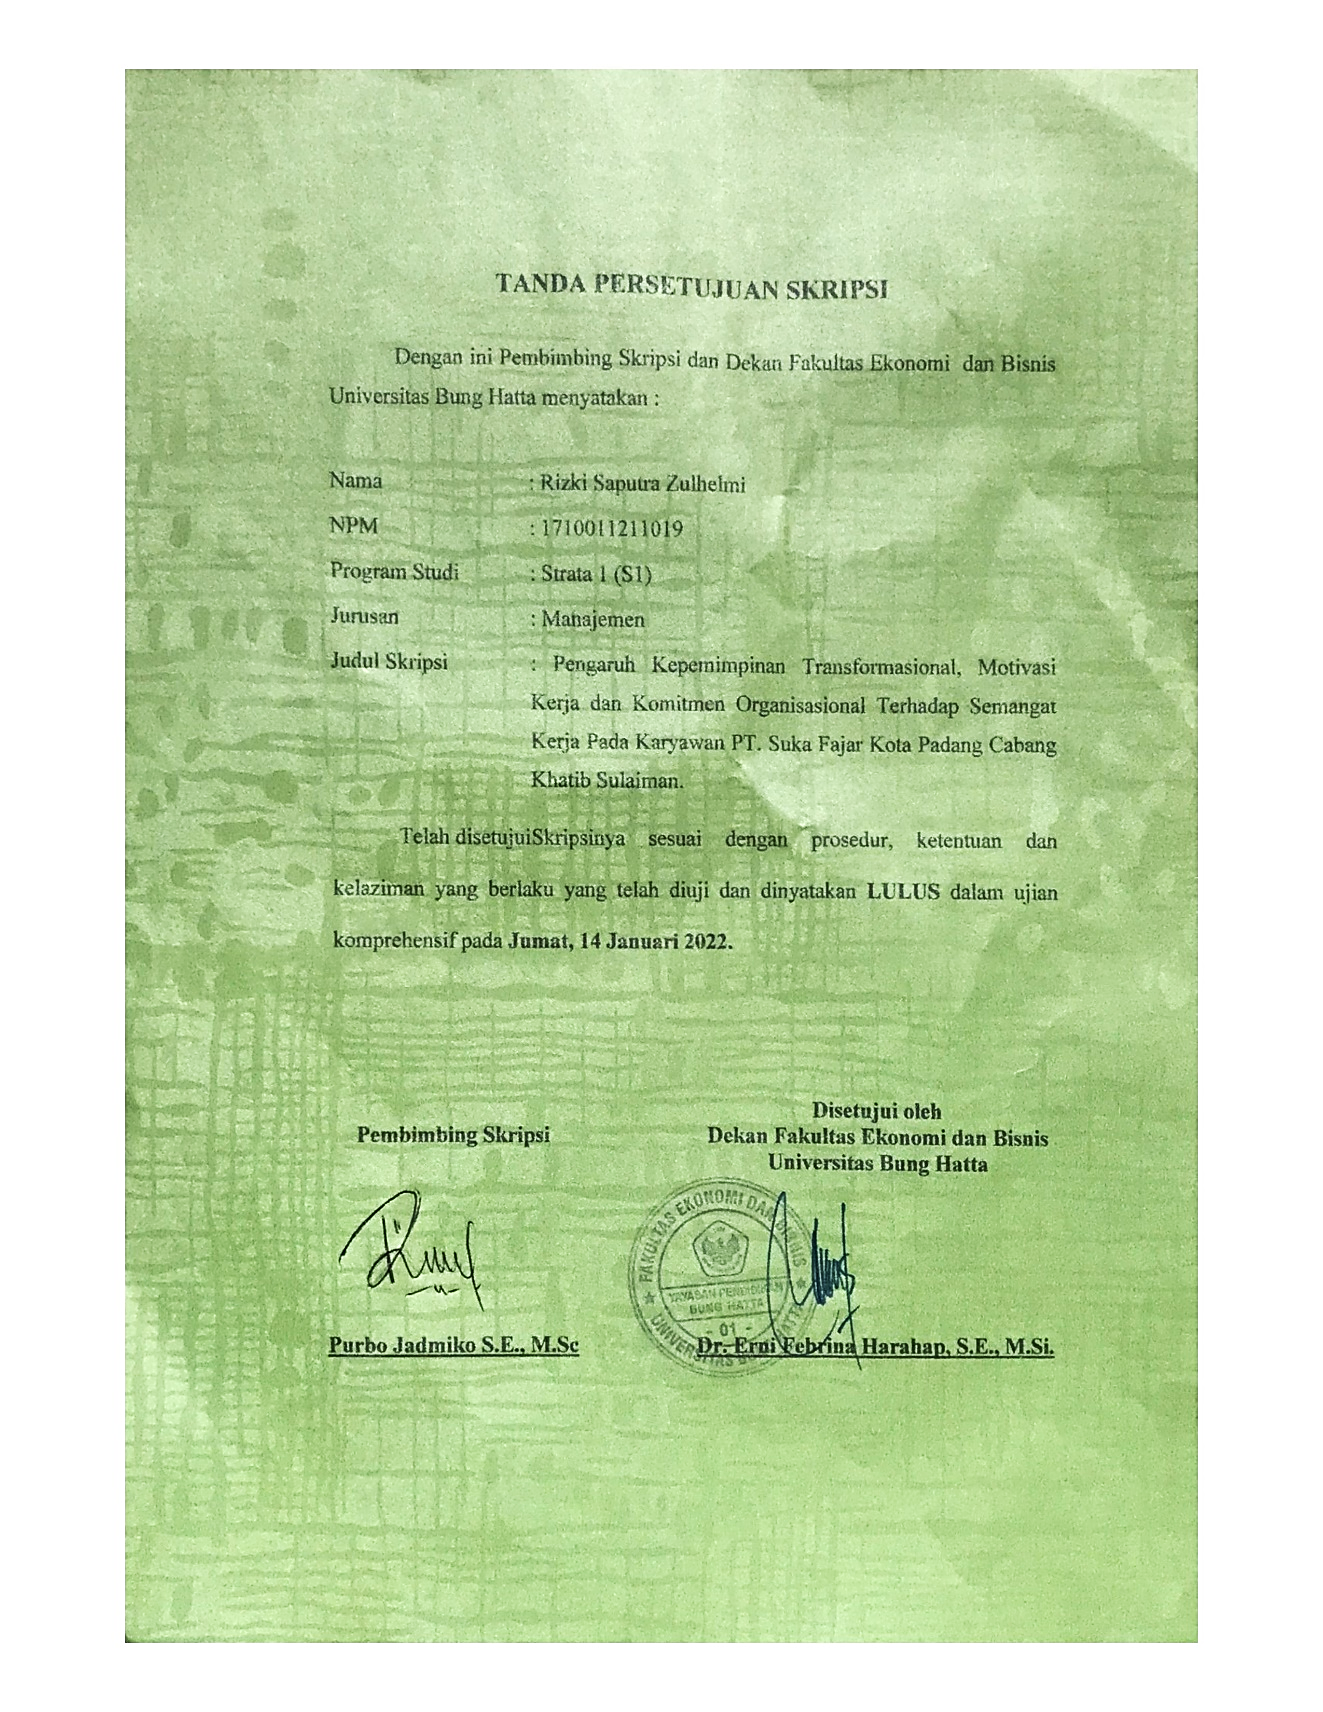 TANDA PERSETUJUAN SKRIPSI
Dengan ini Pembimbing Skripsi dan Dekan Fakultas Ekonomi dan Bisnis
Universitas Bung Hatta menyatakan :
Nama : Rizki Saputra Zulhelmi
NPM : 1710011211019
Program Studi : Strata 1 (S1)
Jurusan : Manajemen
Judul Skripsi : Pengaruh Kepemimpinan Transformasional, Motivasi
Kerja dan Komitmen Organisasional Terhadap Semangat
Kerja Pada Karyawan PT. Suka Fajar Kota Padang Cabang
Khatib Sulaiman.
Telah disetujuiSkripsinya sesuai dengan prosedur, ketentuan dan
kelaziman yang berlaku yang telah diuji dan dinyatakan LULUS dalam ujian
komprehensif pada Jumat, 14 Januari 2022.
Disetujui oleh
Pembimbing Skripsi Dekan Fakultas Ekonomi dan Bisnis
Universitas Bung Hatta
FAKULTAS EKONOMI DAN BISNIS
YAYASAN PENDIDIKAN
BUNG HATTA
- 01 -
UNIVERSITAS BUNG HATTA
Purbo Jadmiko S.E., M.Sc Dr. Erni Febrina Harahap, S.E., M.Si.